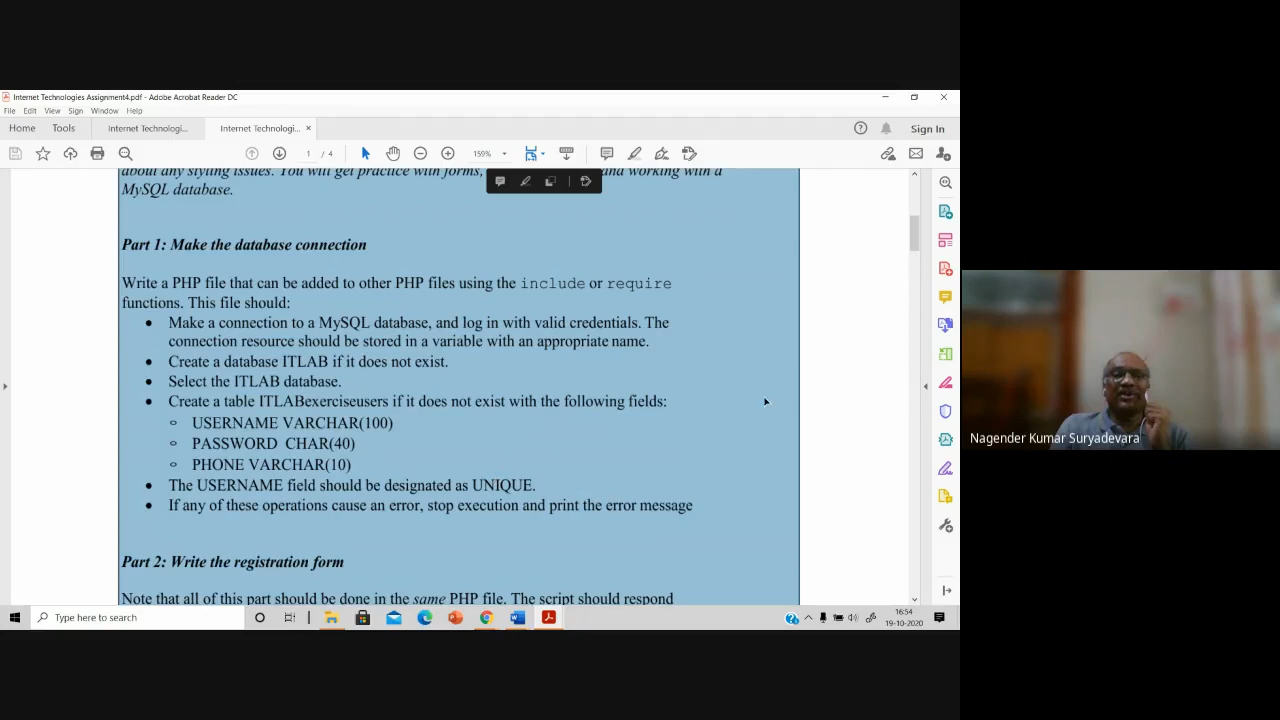 Internet Technologies Assignment4.pdf - Adobe Acrobat Reader DC
File Edit View Sign Window Help
Home Tools Internet Technologi... Internet Technologi... ×
Sign In
1 / 4 159%
about any styling issues. You will get practice with forms, and working with a
MySQL database.
Part 1: Make the database connection
Write a PHP file that can be added to other PHP files using the include or require
functions. This file should:
• Make a connection to a MySQL database, and log in with valid credentials. The
connection resource should be stored in a variable with an appropriate name.
• Create a database ITLAB if it does not exist.
• Select the ITLAB database.
• Create a table ITLABexerciseusers if it does not exist with the following fields:
○ USERNAME VARCHAR(100)
○ PASSWORD CHAR(40)
○ PHONE VARCHAR(10)
• The USERNAME field should be designated as UNIQUE.
• If any of these operations cause an error, stop execution and print the error message
Part 2: Write the registration form
Note that all of this part should be done in the same PHP file. The script should respond
Nagender Kumar Suryadevara
Type here to search
16:54
19-10-2020